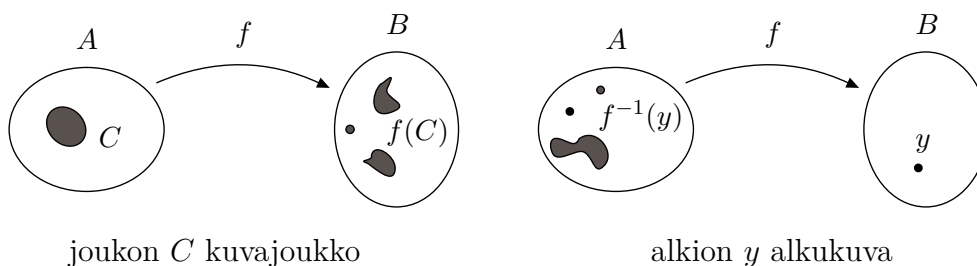 A f B
C f(C)
joukon C kuvajoukko
A f B
f⁻¹(y) y
alkion y alkukuva